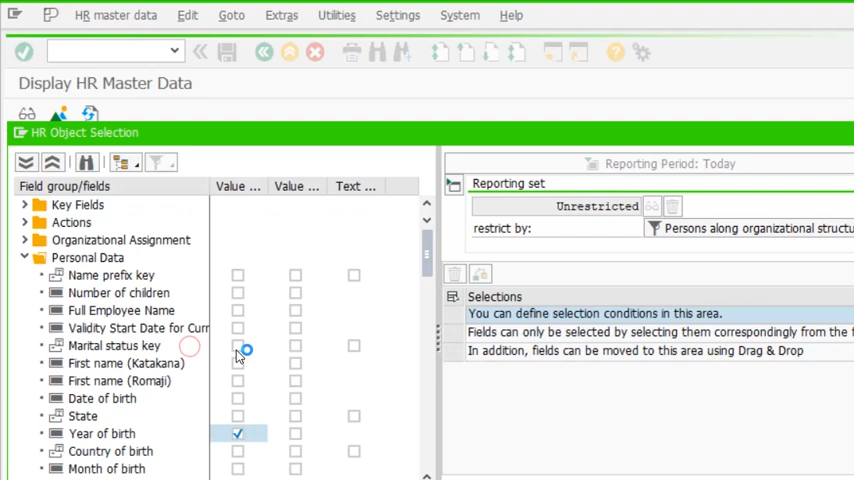 HR master data Edit Goto Extras Utilities Settings System Help
Display HR Master Data
HR Object Selection
Reporting Period: Today
Field group/fields Value ... Value ... Text ...
Reporting set
Key Fields
Unrestricted
Actions
restrict by: Persons along organizational structu
Organizational Assignment
Personal Data
Name prefix key
Number of children
Full Employee Name
Validity Start Date for Curr
Marital status key
First name (Katakana)
First name (Romaji)
Date of birth
State
Year of birth
Country of birth
Month of birth
Selections
You can define selection conditions in this area.
Fields can only be selected by selecting them correspondingly from the f
In addition, fields can be moved to this area using Drag & Drop